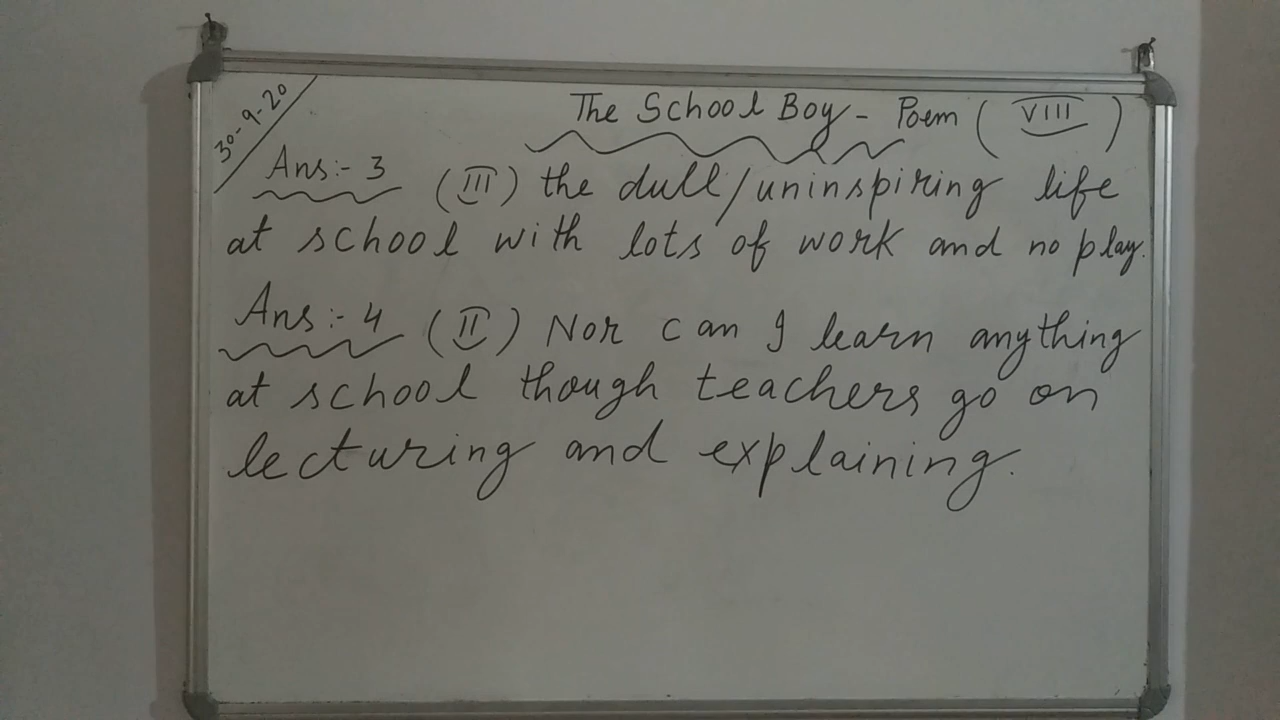 30-9-20
The School Boy - Poem (VIII)
Ans:- 3 (III) the dull/uninspiring life
at school with lots of work and no play.
Ans:- 4 (II) Nor can I learn anything
at school though teachers go on
lecturing and explaining.